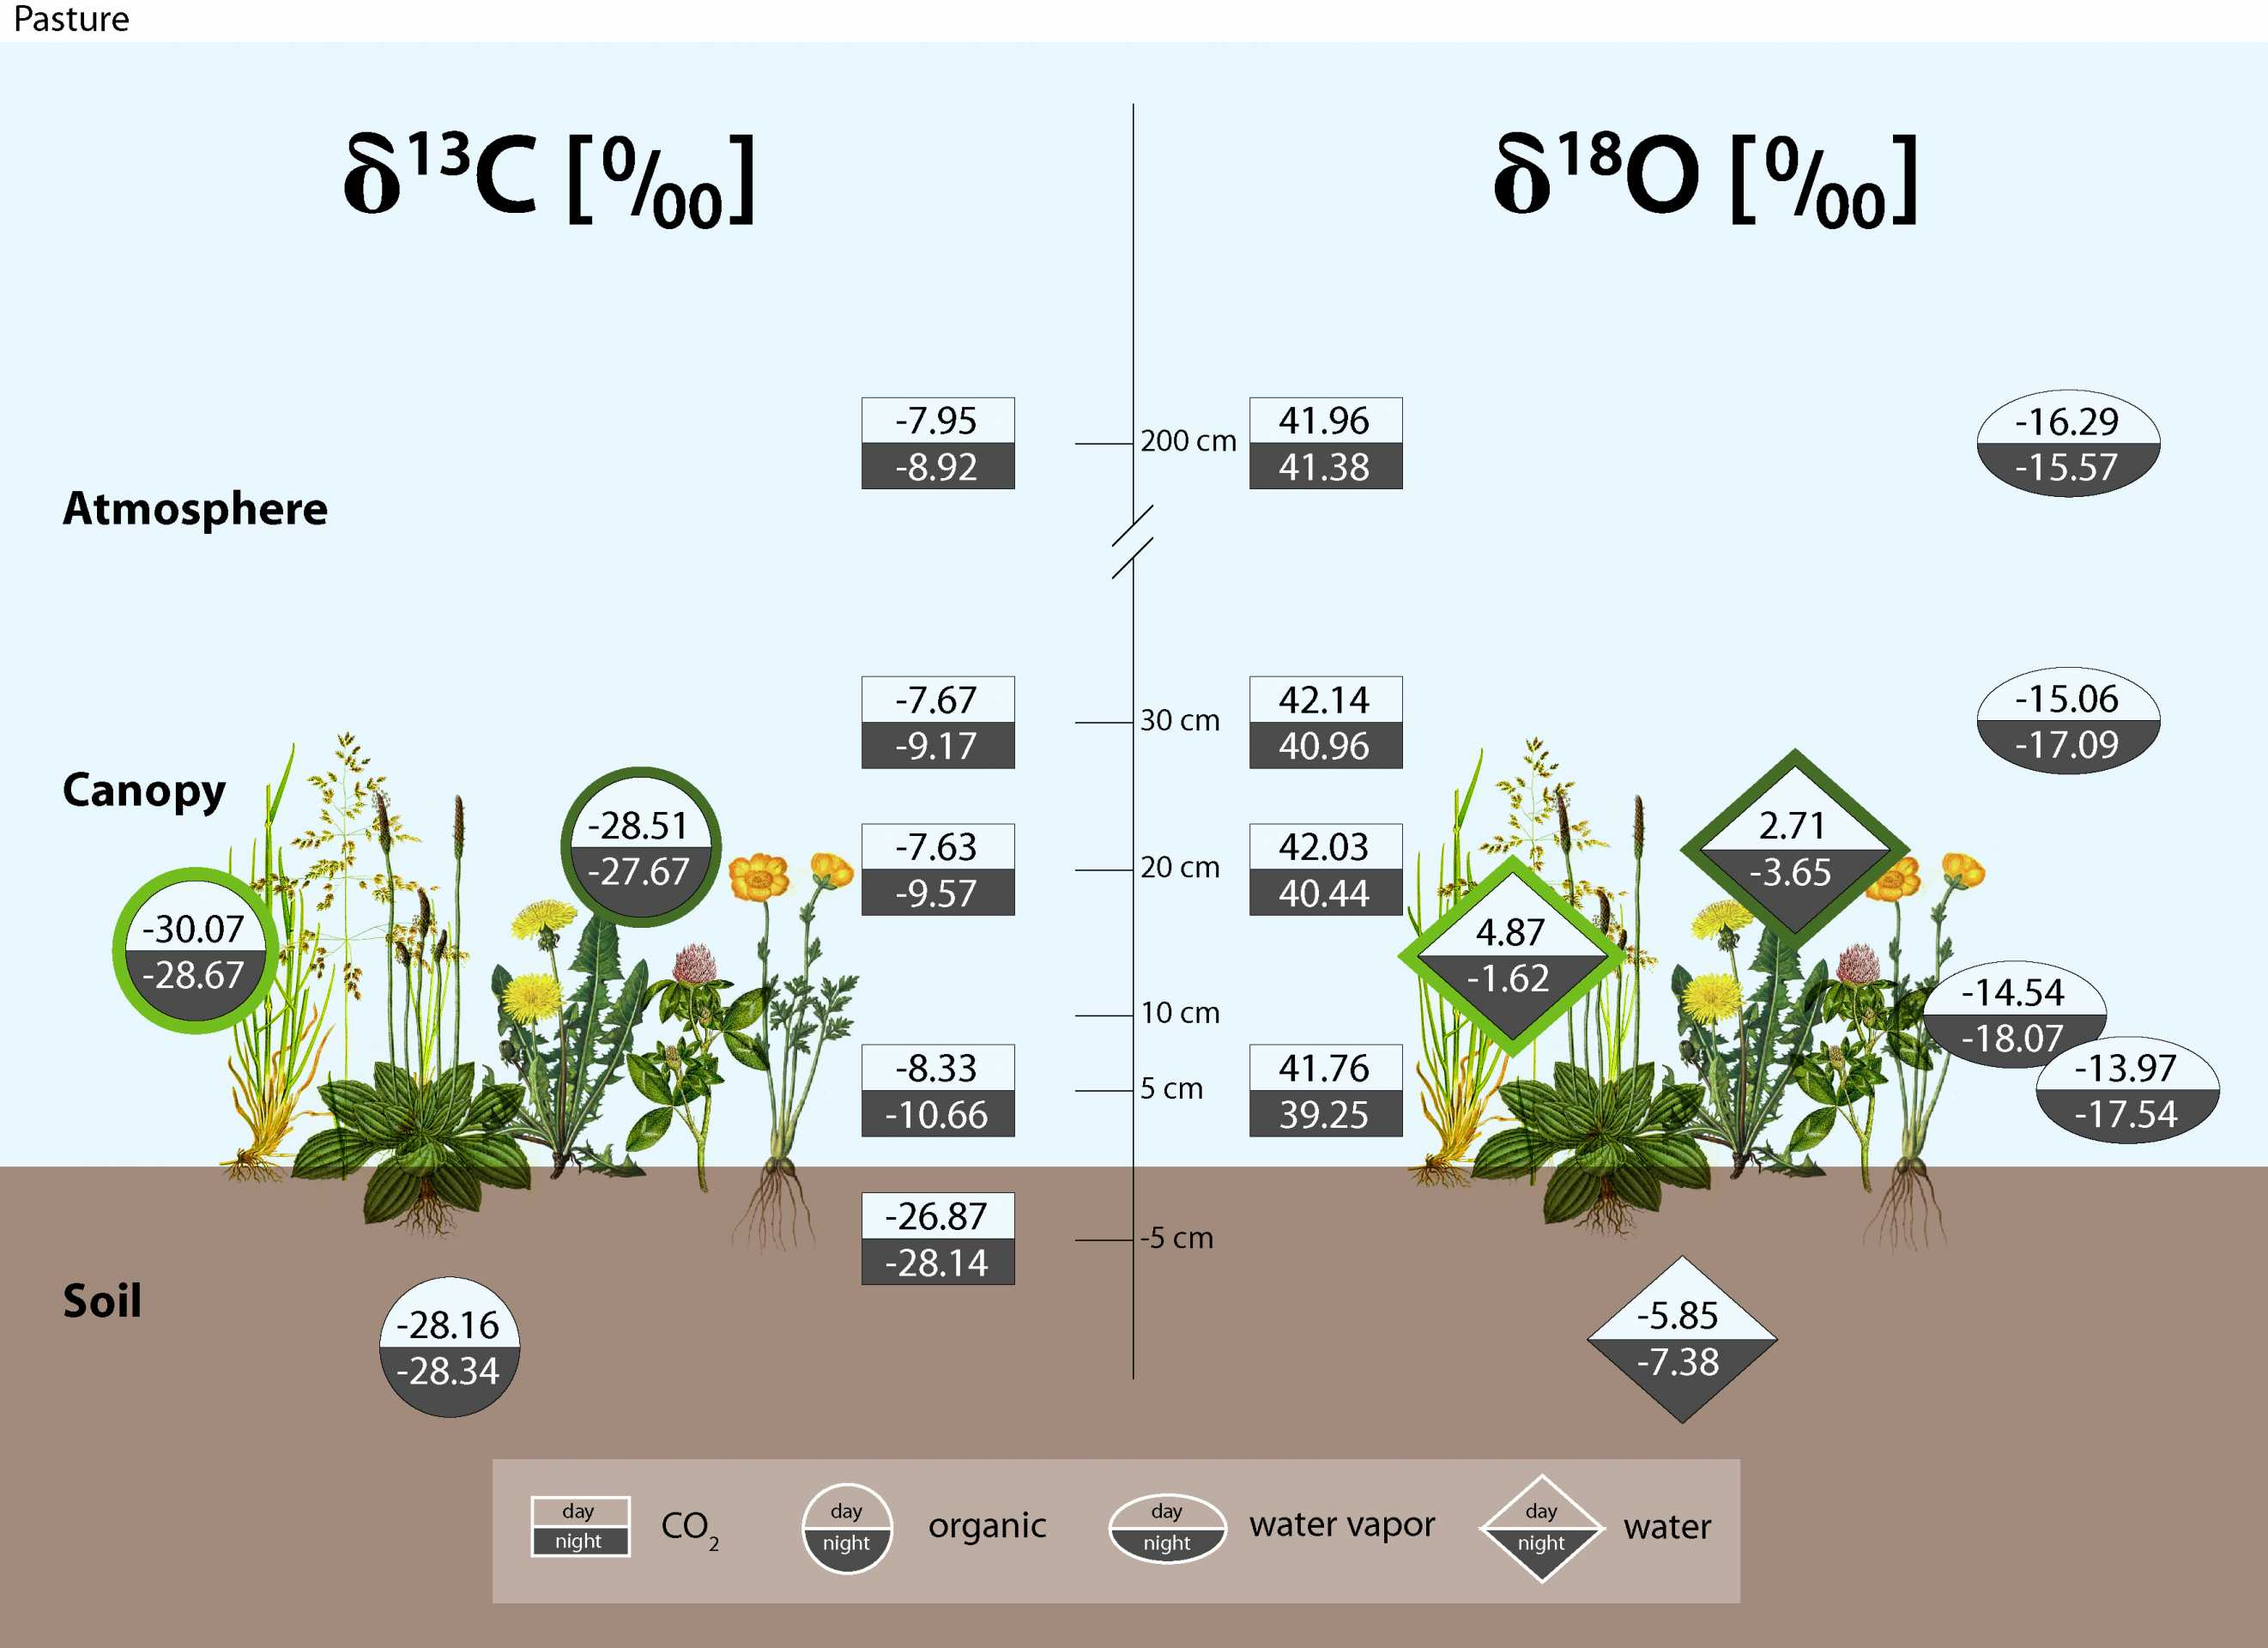 Pasture
δ13C [0/00]
δ18O [0/00]
-7.95
-8.92
200 cm
41.96
41.38
-16.29
-15.57
Atmosphere
-7.67
-9.17
30 cm
42.14
40.96
-15.06
-17.09
Canopy
-28.51
-27.67
-7.63
-9.57
20 cm
42.03
40.44
2.71
-3.65
-30.07
-28.67
4.87
-1.62
10 cm
-14.54
-18.07
-8.33
-10.66
5 cm
41.76
39.25
-13.97
-17.54
-26.87
-28.14
-5 cm
Soil
-28.16
-28.34
-5.85
-7.38
day
night
CO2
day
night
organic
day
night
water vapor
day
night
water